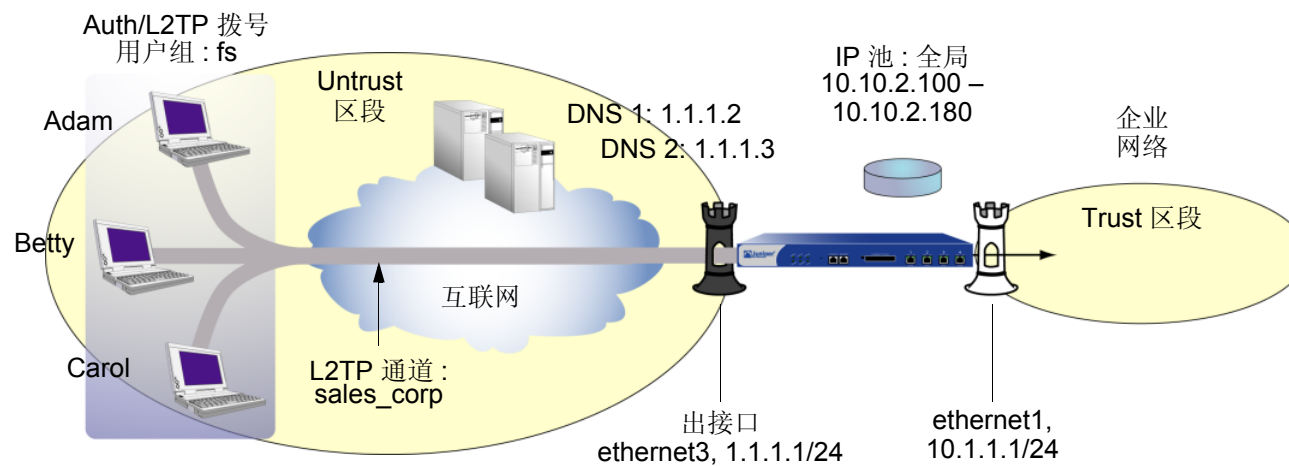 Auth/L2TP 拨号
用户组 : fs
Adam
Betty
Carol
Untrust
区段
DNS 1: 1.1.1.2
DNS 2: 1.1.1.3
IP 池 : 全局
10.10.2.100 –
10.10.2.180
企业
网络
Trust 区段
互联网
L2TP 通道 :
sales_corp
出接口
ethernet3, 1.1.1.1/24
ethernet1,
10.1.1.1/24
Juniper